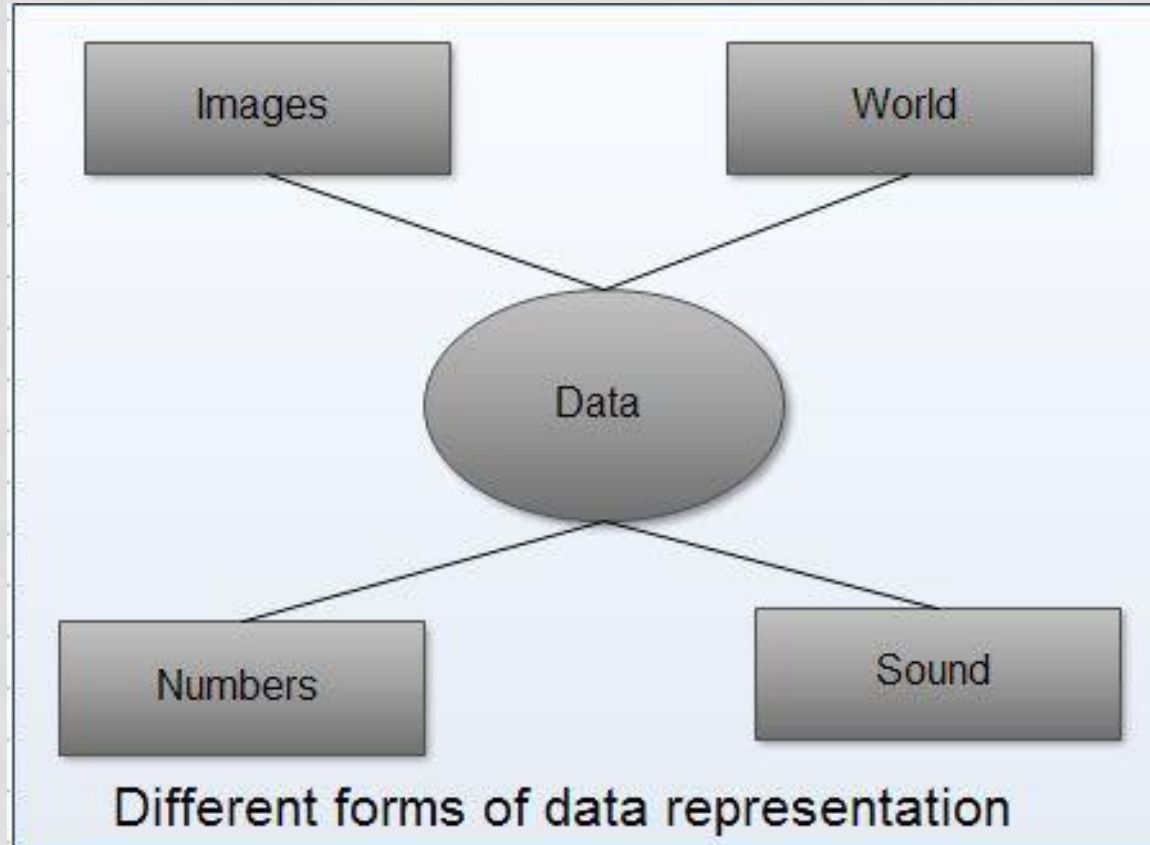 Images
World
Data
Numbers
Sound
Different forms of data representation